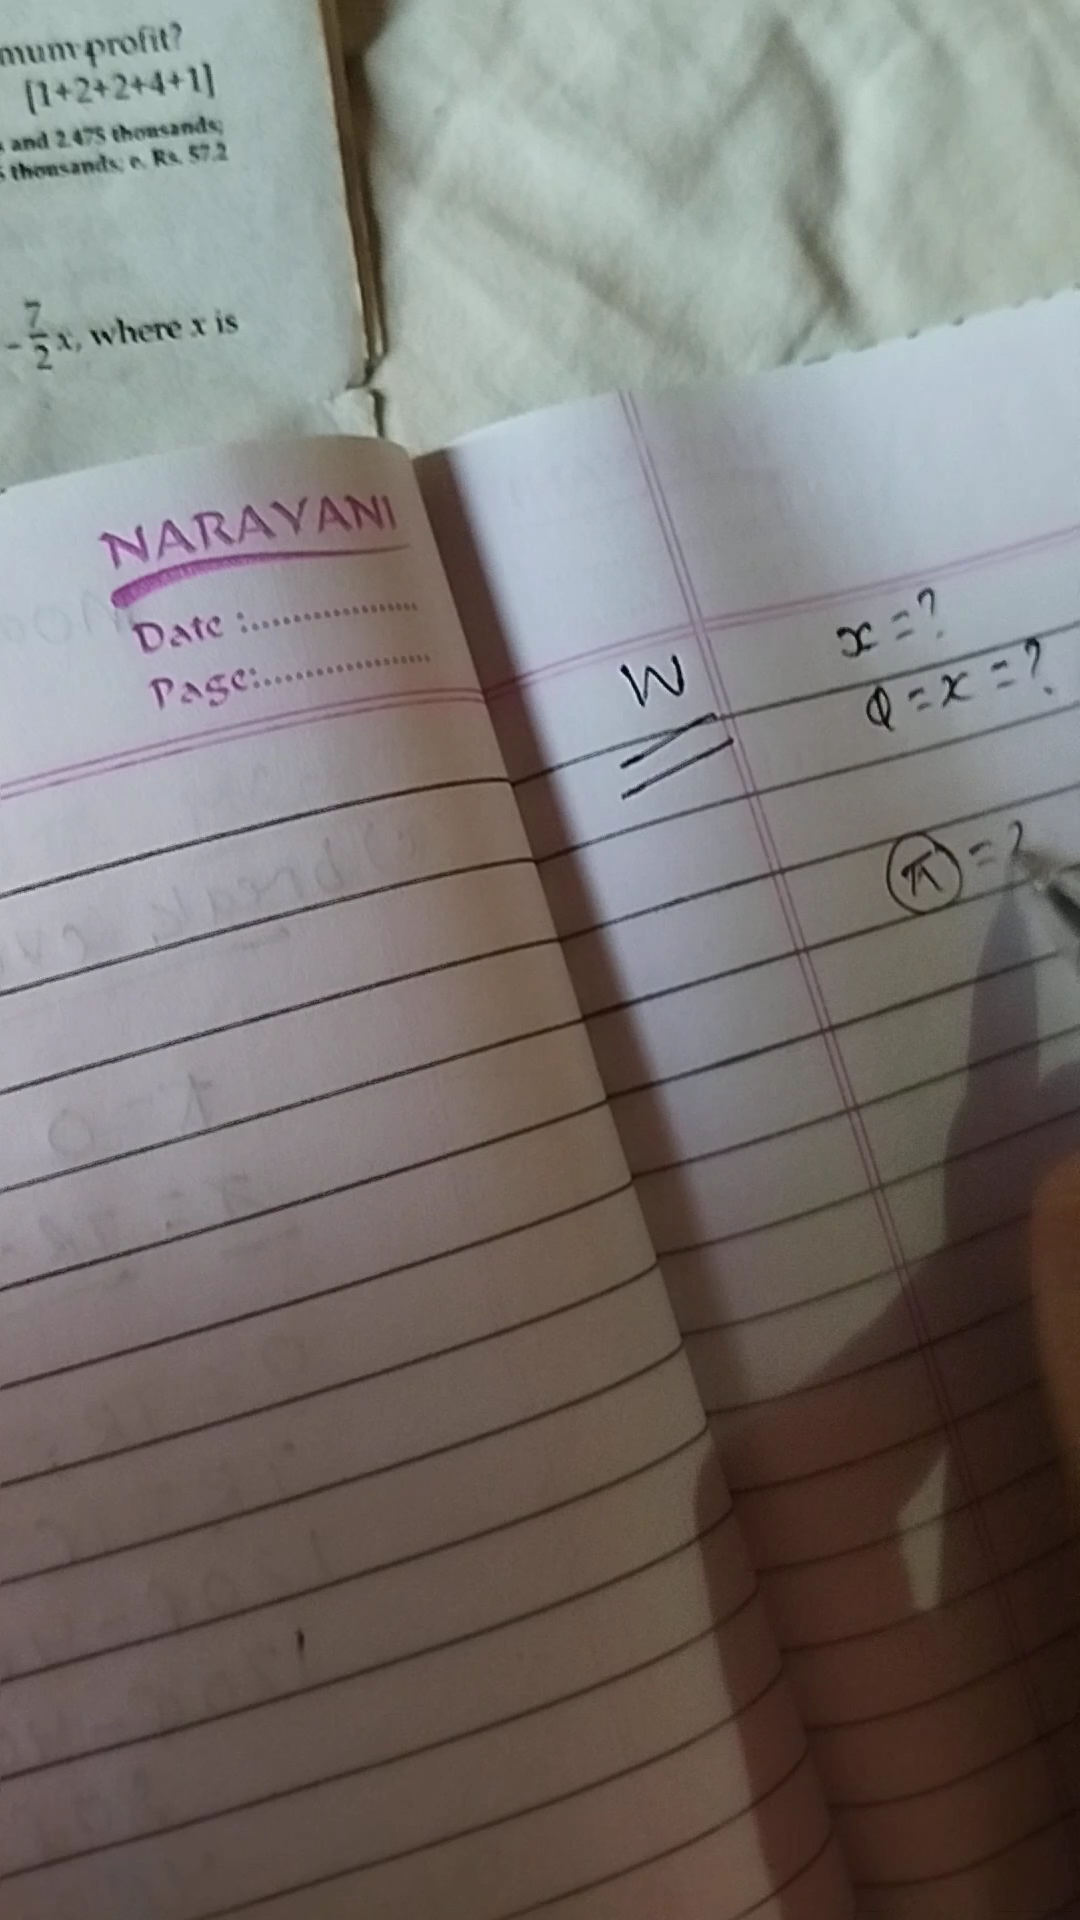 mum profit?
[1+2+2+4+1]
and 2.475 thousands;
thousands; e. Rs. 57.2
- 7/2 x, where x is
NARAYANI
Date :....................
Page:....................
x = ?
Q = x = ?
π = ?